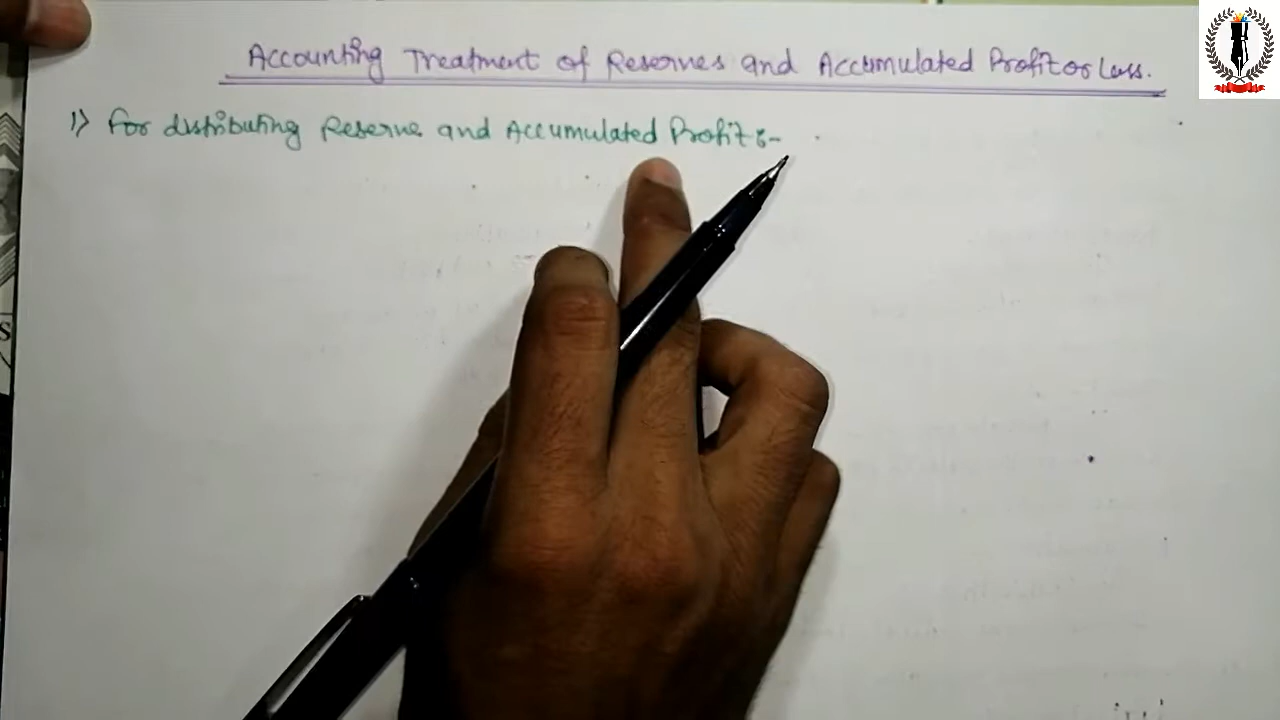 Accounting Treatment of Reserves and Accumulated Profit or Loss.
1) For distributing Reserve and Accumulated Profit :-
S